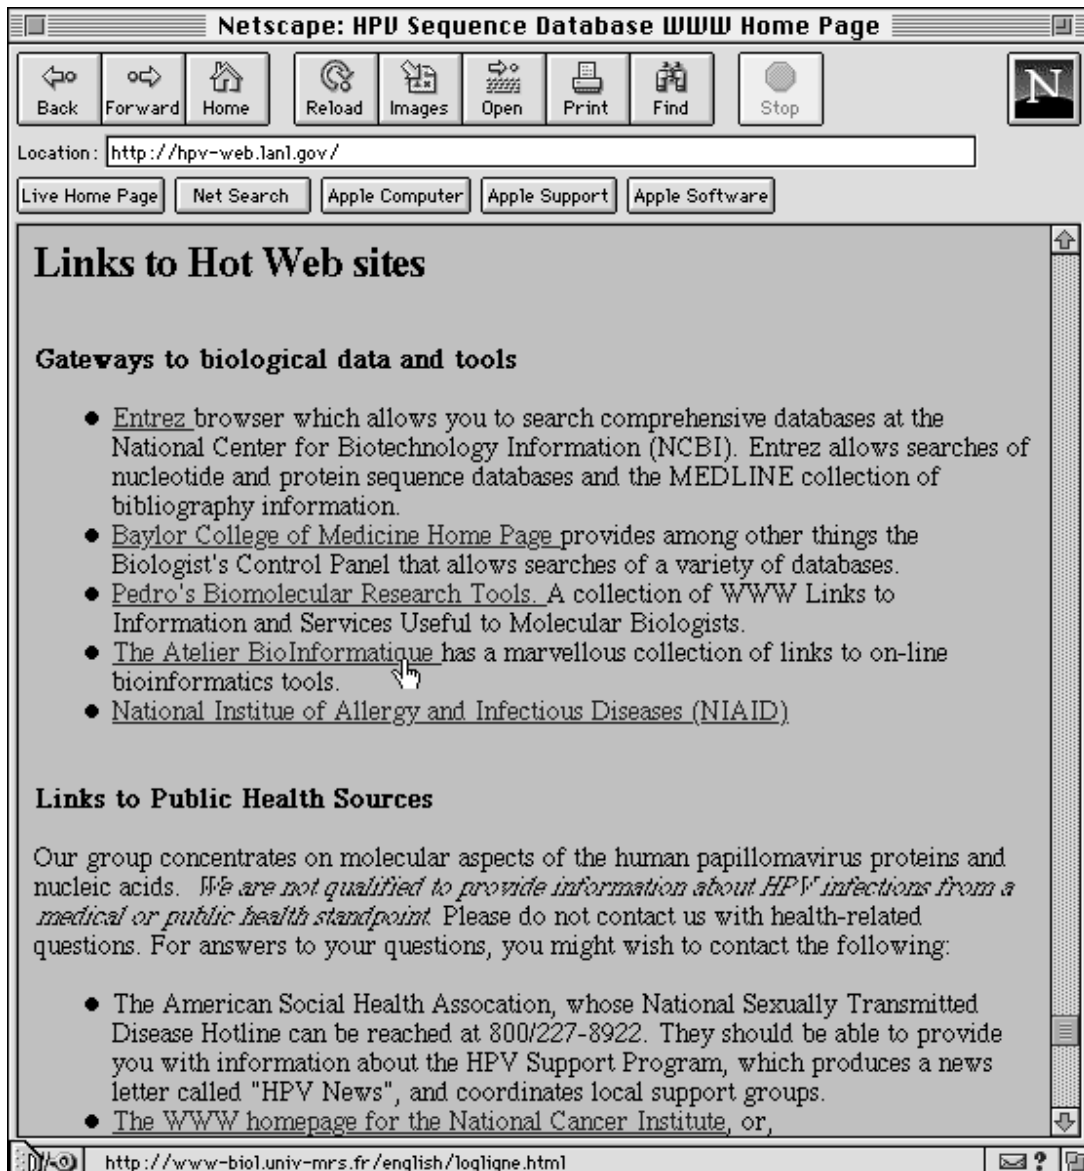 Netscape: HPV Sequence Database WWW Home Page
Back Forward Home Reload Images Open Print Find Stop N
Location: http://hpv-web.lanl.gov/
Live Home Page Net Search Apple Computer Apple Support Apple Software
Links to Hot Web sites
Gateways to biological data and tools
● Entrez browser which allows you to search comprehensive databases at the
National Center for Biotechnology Information (NCBI). Entrez allows searches of
nucleotide and protein sequence databases and the MEDLINE collection of
bibliography information.
● Baylor College of Medicine Home Page provides among other things the
Biologist's Control Panel that allows searches of a variety of databases.
● Pedro's Biomolecular Research Tools. A collection of WWW Links to
Information and Services Useful to Molecular Biologists.
● The Atelier BioInformatique has a marvellous collection of links to on-line
bioinformatics tools.
● National Institue of Allergy and Infectious Diseases (NIAID)
Links to Public Health Sources
Our group concentrates on molecular aspects of the human papillomavirus proteins and
nucleic acids. We are not qualified to provide information about HPV infections from a
medical or public health standpoint. Please do not contact us with health-related
questions. For answers to your questions, you might wish to contact the following:
● The American Social Health Assocation, whose National Sexually Transmitted
Disease Hotline can be reached at 800/227-8922. They should be able to provide
you with information about the HPV Support Program, which produces a news
letter called "HPV News", and coordinates local support groups.
● The WWW homepage for the National Cancer Institute, or,
http://www-biol.univ-mrs.fr/english/logligne.html ?